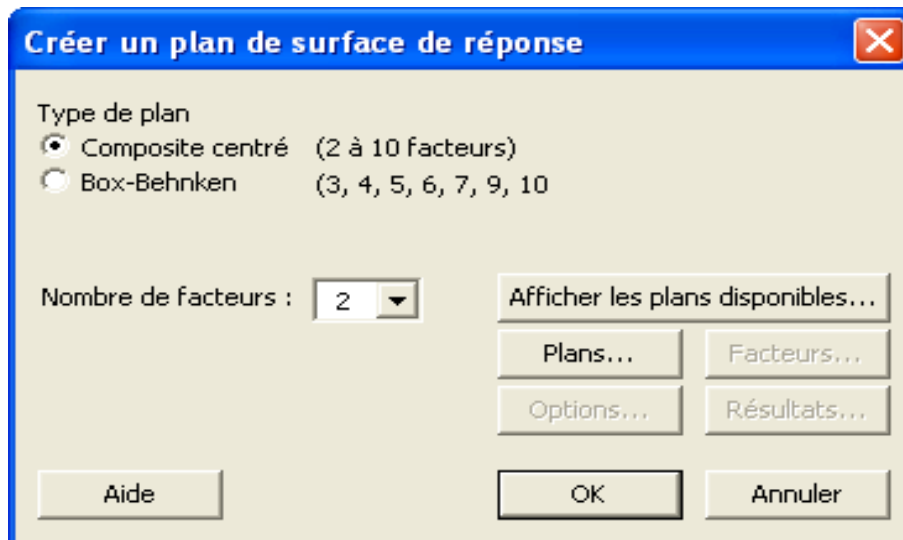 Créer un plan de surface de réponse
Type de plan
Composite centré (2 à 10 facteurs)
Box-Behnken (3, 4, 5, 6, 7, 9, 10
Nombre de facteurs : 2 Afficher les plans disponibles...
Plans... Facteurs...
Options... Résultats...
Aide OK Annuler